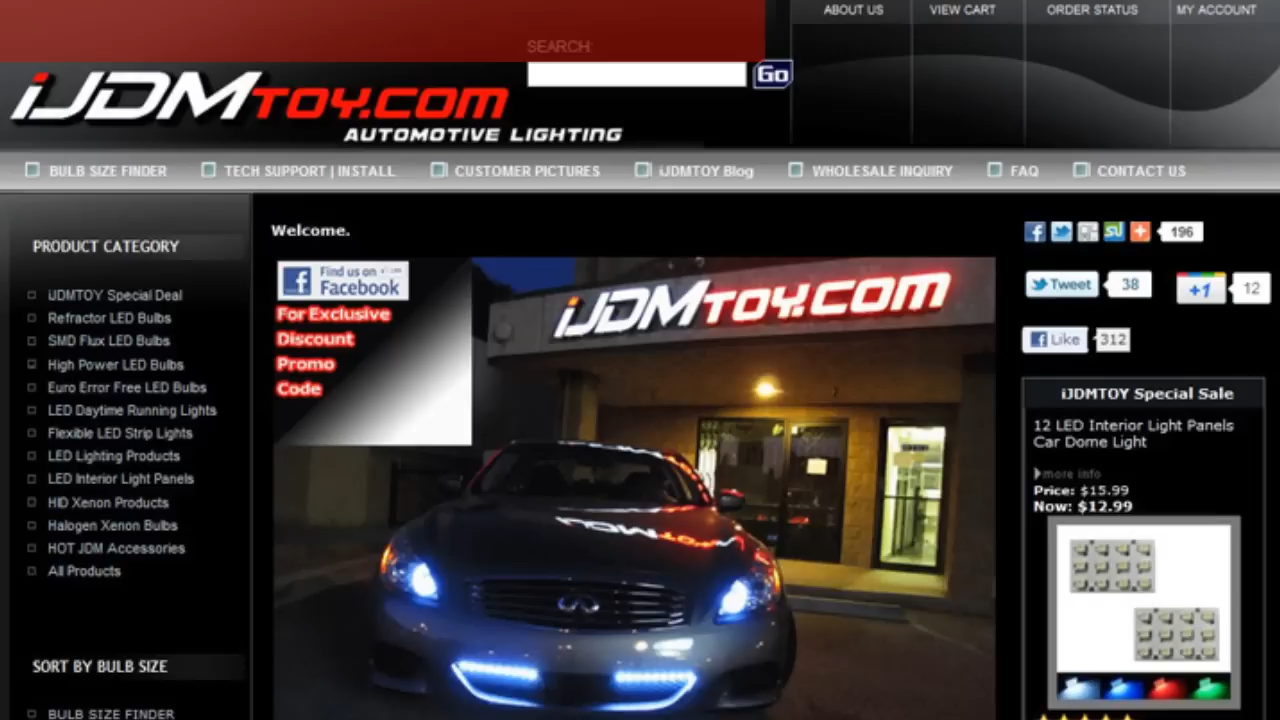 ABOUT US
VIEW CART
ORDER STATUS
MY ACCOUNT
SEARCH:
Go
iJDMTOY.COM
AUTOMOTIVE LIGHTING
BULB SIZE FINDER
TECH SUPPORT | INSTALL
CUSTOMER PICTURES
iJDMTOY Blog
WHOLESALE INQUIRY
FAQ
CONTACT US
PRODUCT CATEGORY
iJDMTOY Special Deal
Refractor LED Bulbs
SMD Flux LED Bulbs
High Power LED Bulbs
Euro Error Free LED Bulbs
LED Daytime Running Lights
Flexible LED Strip Lights
LED Lighting Products
LED Interior Light Panels
HID Xenon Products
Halogen Xenon Bulbs
HOT JDM Accessories
All Products
SORT BY BULB SIZE
BULB SIZE FINDER
Welcome.
Find us on
Facebook
For Exclusive
Discount
Promo
Code
iJDMTOY.COM
196
Tweet
38
+1
12
Like
312
iJDMTOY Special Sale
12 LED Interior Light Panels
Car Dome Light
more info
Price: $15.99
Now: $12.99